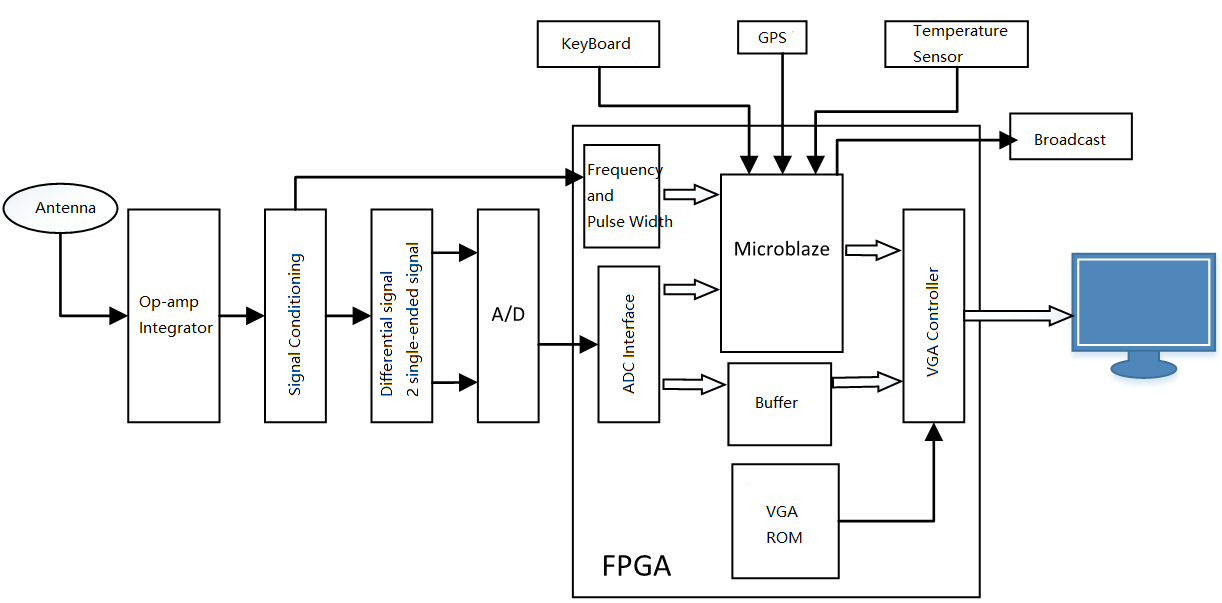 KeyBoard
GPS
Temperature
Sensor
Broadcast
Antenna
Op-amp
Integrator
Signal Conditioning
Differential signal
2 single-ended signal
A/D
Frequency
and
Pulse Width
ADC Interface
Microblaze
Buffer
VGA
ROM
VGA Controller
FPGA